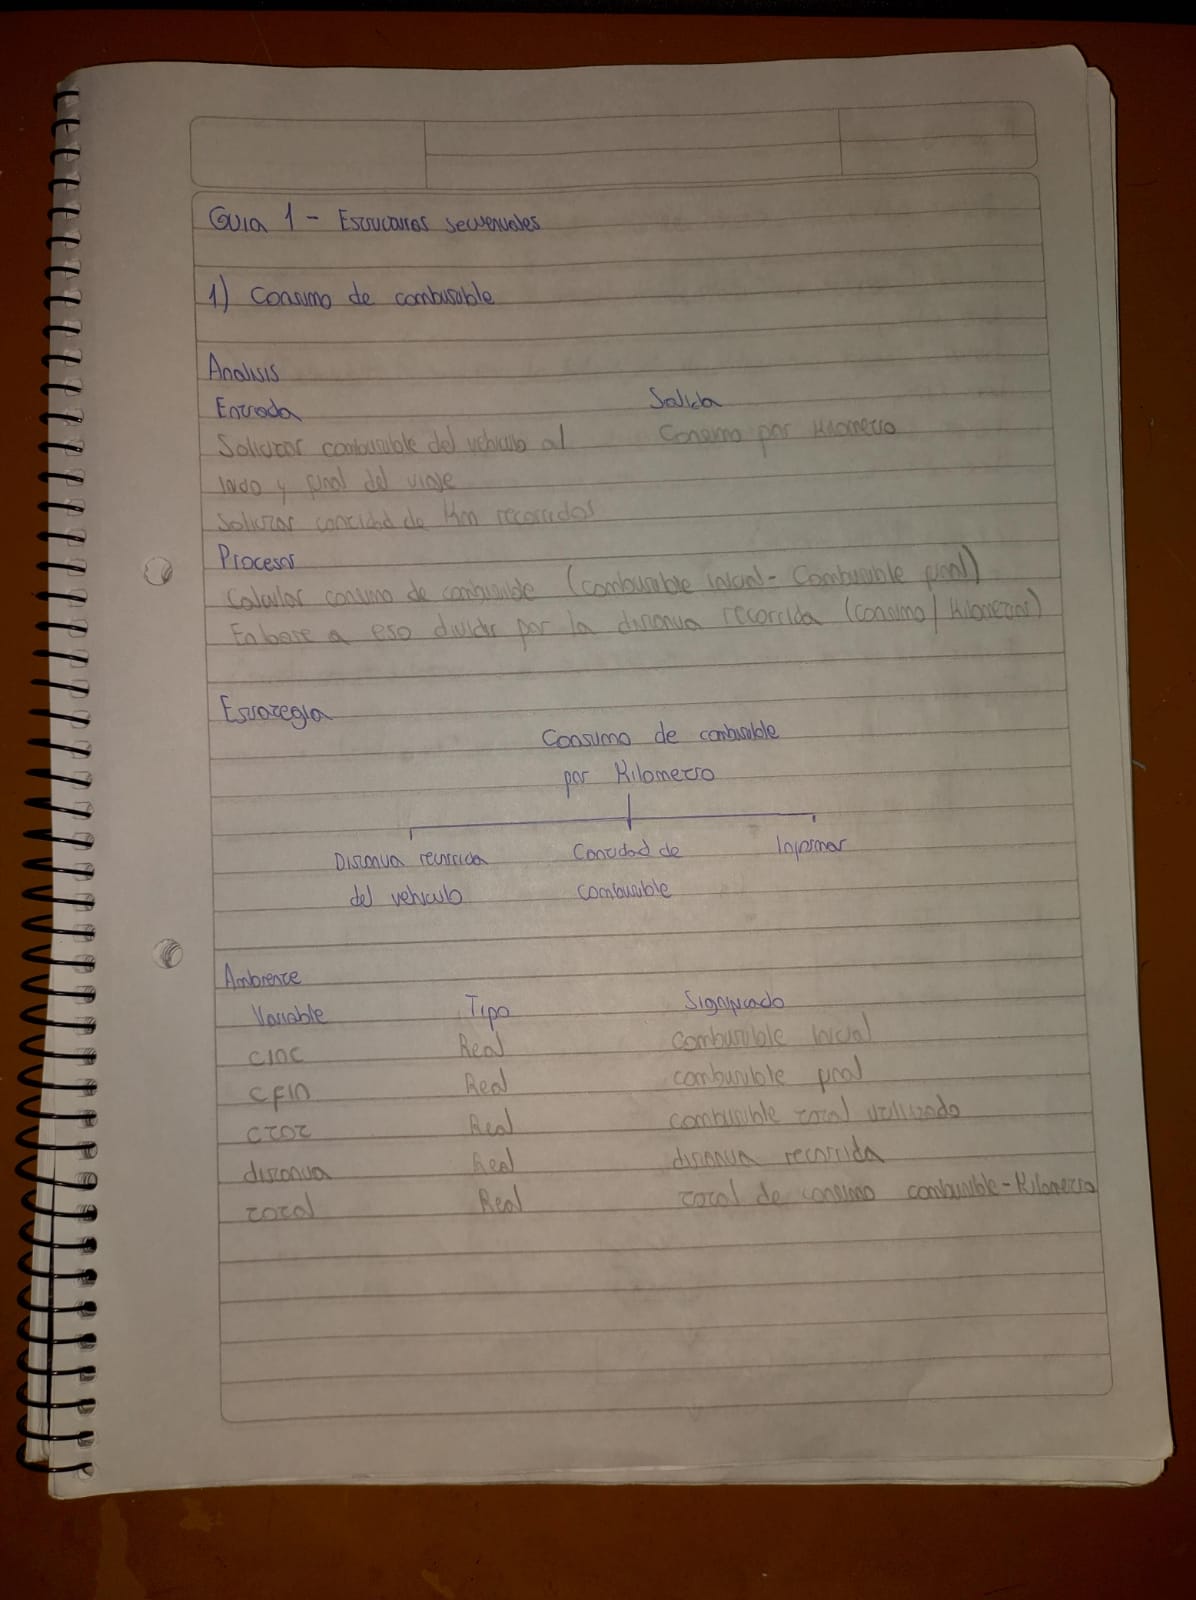 Guia 1 - Estructuras secuenciales
1) Consumo de combustible
Analisis
Entrada Salida
Solicitar combustible del vehiculo al Consumo por kilometro
inicio y final del viaje
Solicitar cantidad de Km recorridos
Procesos
Calcular consumo de combustible (combustible inicial - Combustible final)
En base a eso dividir por la distancia recorrida (consumo / Kilometros)
Estrategia
Consumo de combustible
por Kilometro
Distancia recorrida Cantidad de Informar
del vehiculo combustible
Ambiente
Variable Tipo Significado
cinc Real combustible inicial
cfin Real combustible final
ctot Real combustible total utilizado
distancia Real distancia recorrida
total Real total de consumo combustible-Kilometro